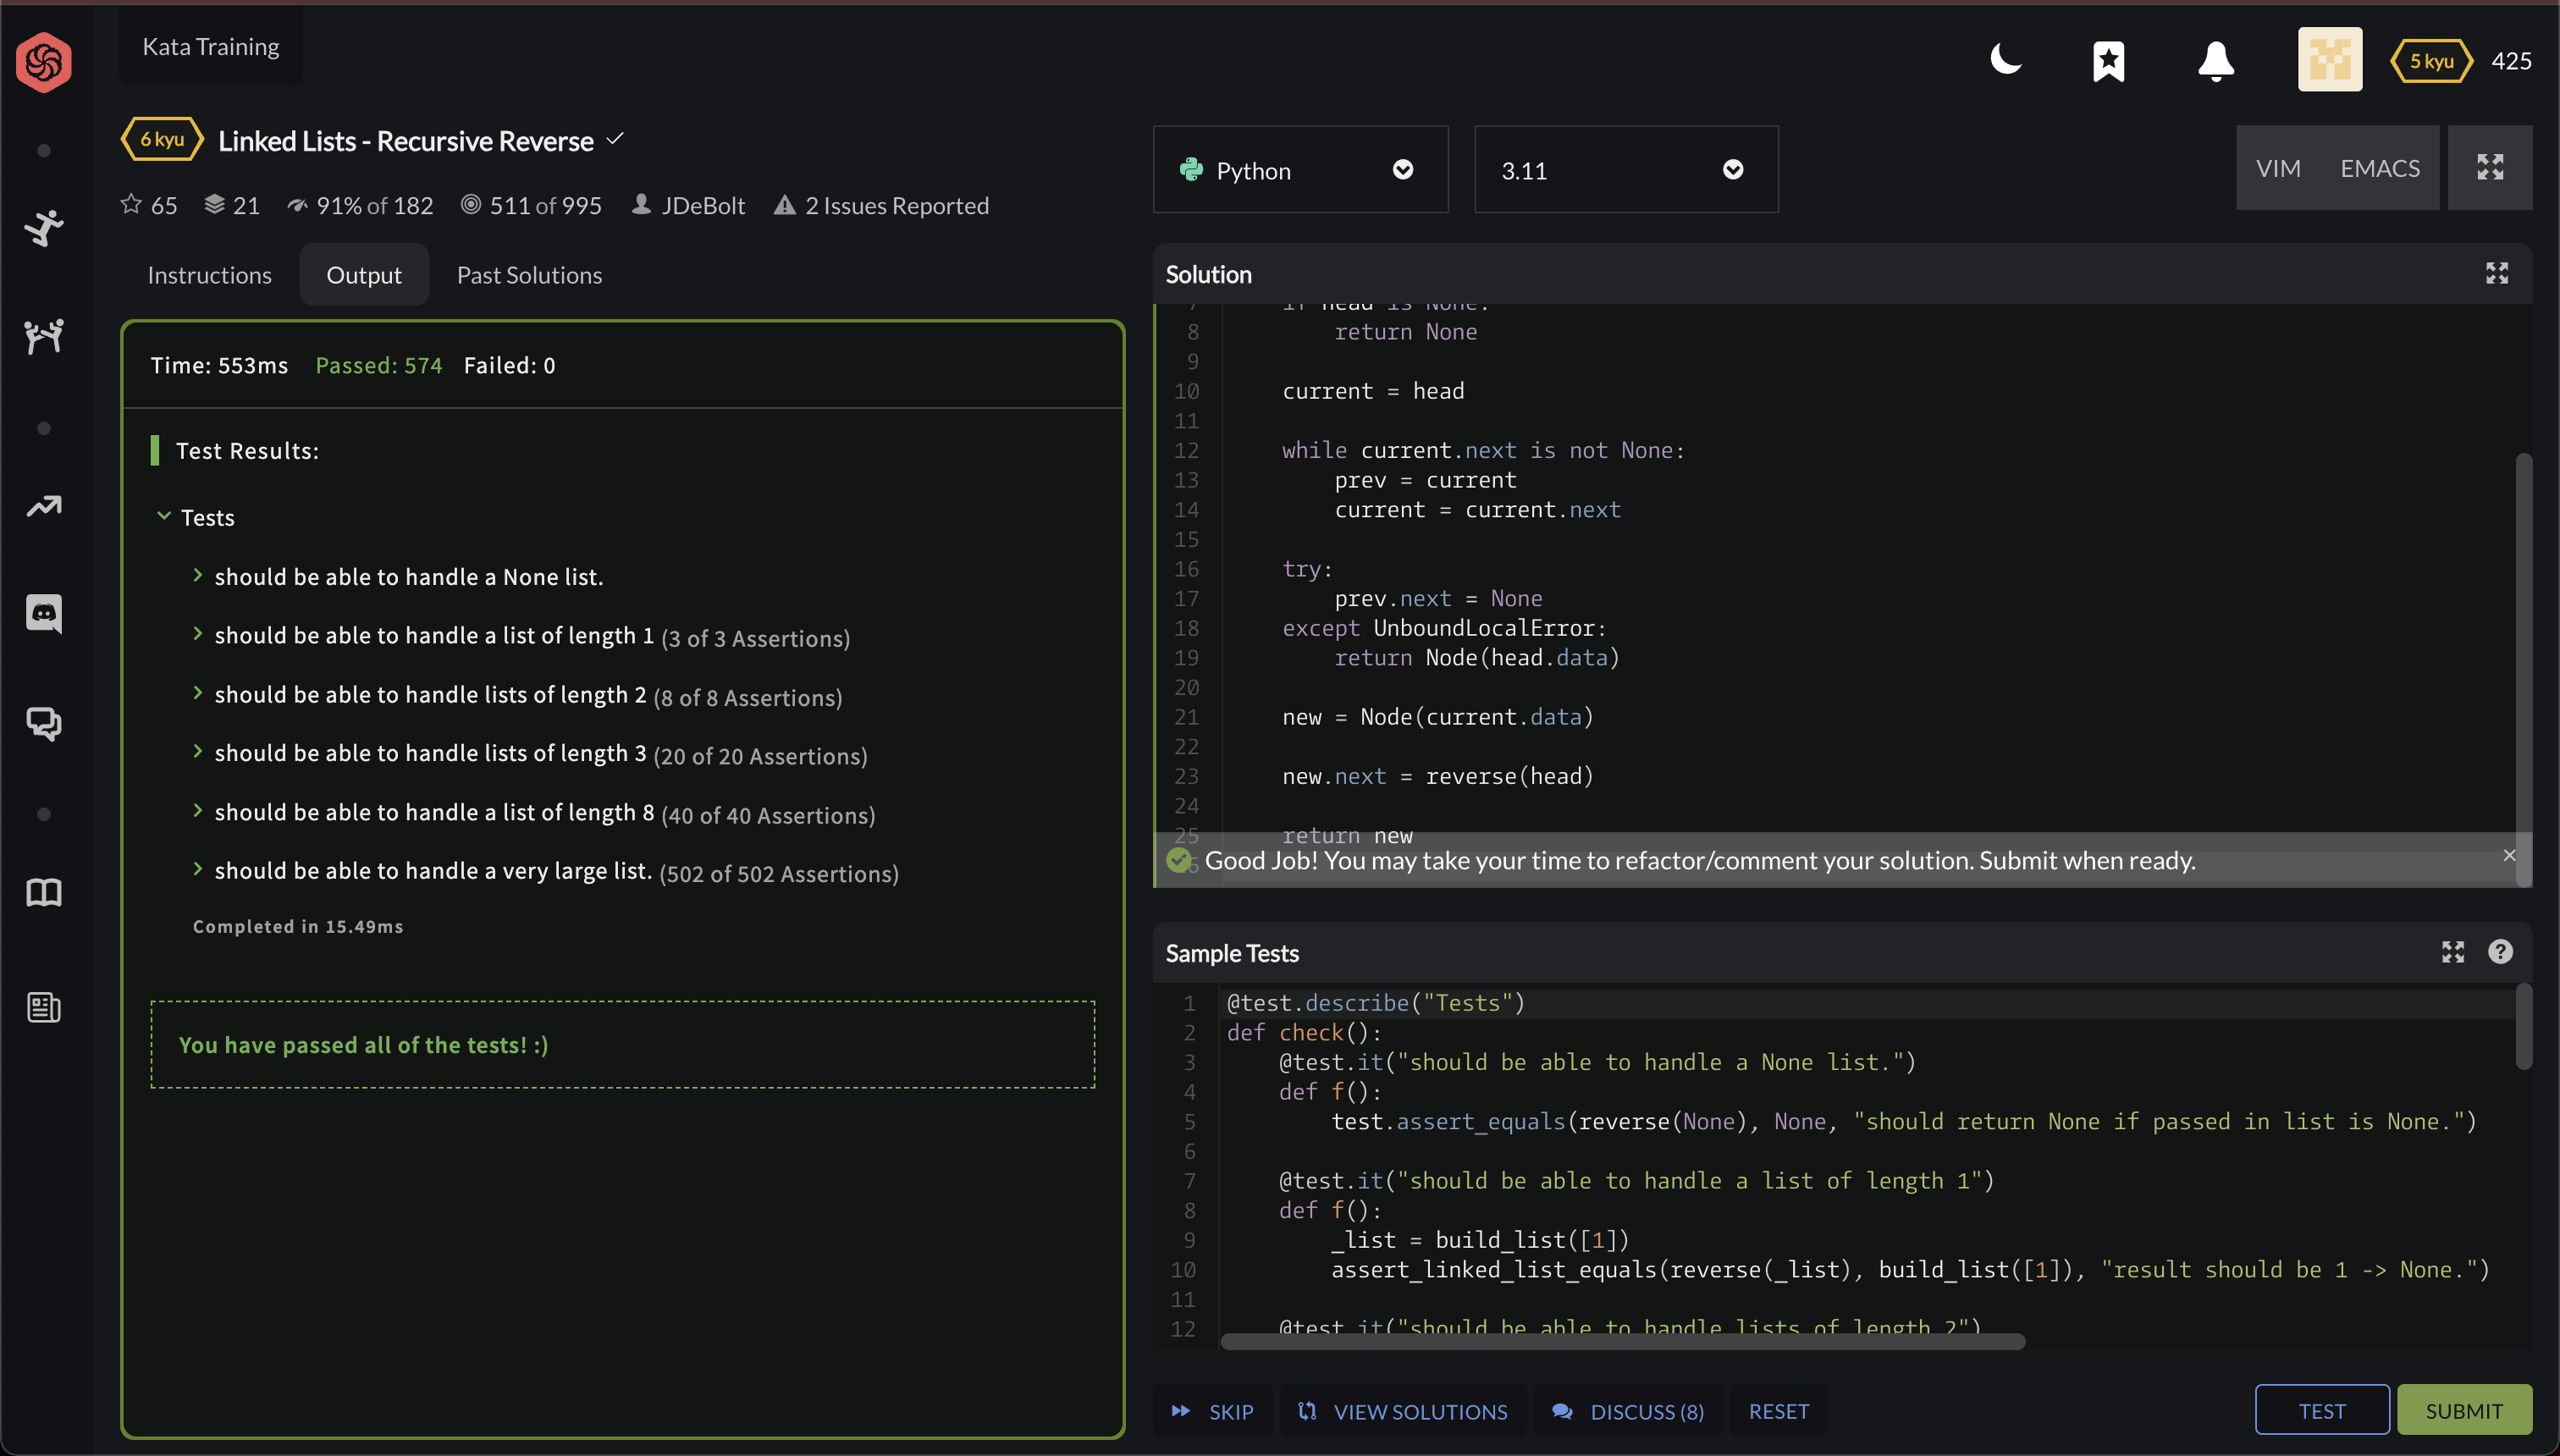 Kata Training
5 kyu 425
6 kyu Linked Lists - Recursive Reverse
65 21 91% of 182 511 of 995 JDeBolt 2 Issues Reported
Python 3.11 VIM EMACS
Instructions Output Past Solutions
Time: 553ms Passed: 574 Failed: 0
Test Results:
Tests
should be able to handle a None list.
should be able to handle a list of length 1 (3 of 3 Assertions)
should be able to handle lists of length 2 (8 of 8 Assertions)
should be able to handle lists of length 3 (20 of 20 Assertions)
should be able to handle a list of length 8 (40 of 40 Assertions)
should be able to handle a very large list. (502 of 502 Assertions)
Completed in 15.49ms
You have passed all of the tests! :)
Solution
7     if head is None:
8         return None
9
10     current = head
11
12     while current.next is not None:
13         prev = current
14         current = current.next
15
16     try:
17         prev.next = None
18     except UnboundLocalError:
19         return Node(head.data)
20
21     new = Node(current.data)
22
23     new.next = reverse(head)
24
25     return new
Good Job! You may take your time to refactor/comment your solution. Submit when ready.
Sample Tests
1 @test.describe("Tests")
2 def check():
3     @test.it("should be able to handle a None list.")
4     def f():
5         test.assert_equals(reverse(None), None, "should return None if passed in list is None.")
6
7     @test.it("should be able to handle a list of length 1")
8     def f():
9         _list = build_list([1])
10         assert_linked_list_equals(reverse(_list), build_list([1]), "result should be 1 -> None.")
11
12     @test.it("should be able to handle lists of length 2")
SKIP VIEW SOLUTIONS DISCUSS (8) RESET TEST SUBMIT